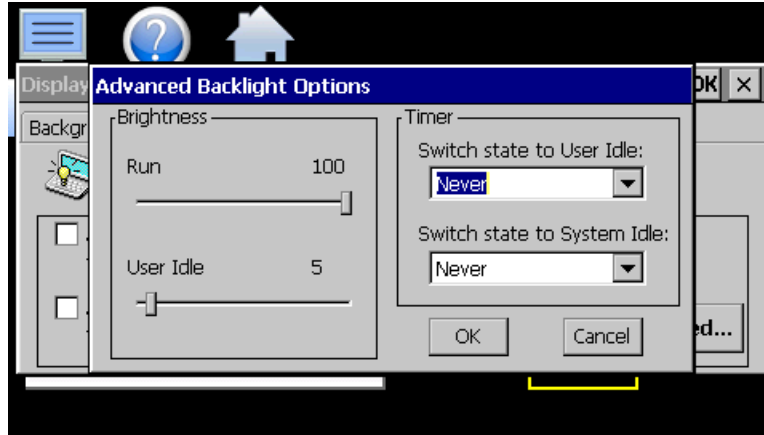 ?
Display
OK ×
Advanced Backlight Options
Backgr
Brightness
Run 100
User Idle 5
Timer
Switch state to User Idle:
Never
Switch state to System Idle:
Never
OK Cancel
ed...